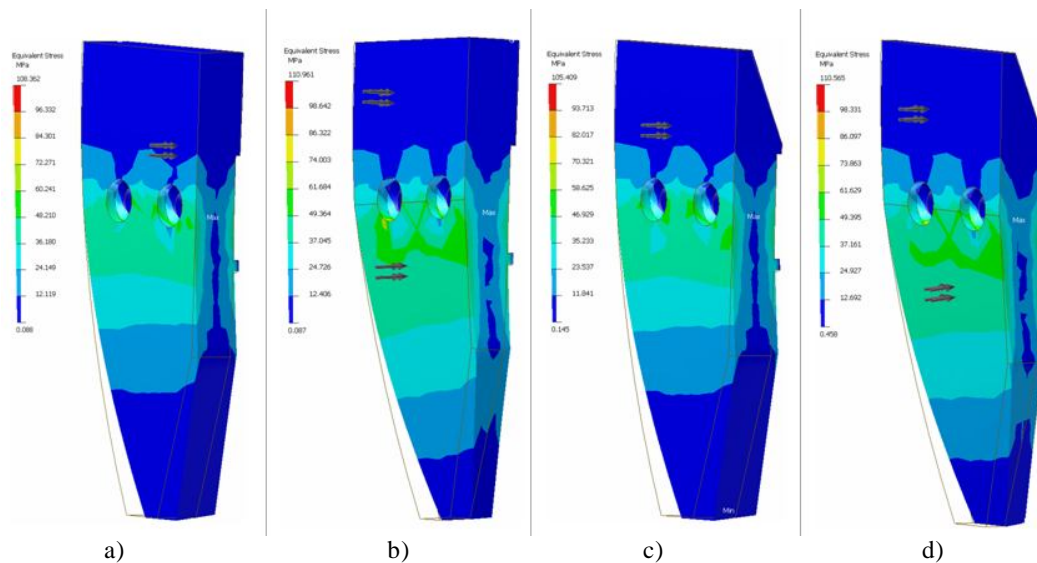 Equivalent Stress
MPa
108.362
96.332
84.301
72.271
60.241
48.210
36.180
24.149
12.119
0.088
Max
a)
Equivalent Stress
MPa
110.961
98.642
86.322
74.003
61.684
49.364
37.045
24.726
12.406
0.087
Max
b)
Equivalent Stress
MPa
105.409
93.713
82.017
70.321
58.625
46.929
35.233
23.537
11.841
0.145
Max
Min
c)
Equivalent Stress
MPa
110.565
98.331
86.097
73.863
61.629
49.395
37.161
24.927
12.692
0.458
Max
d)